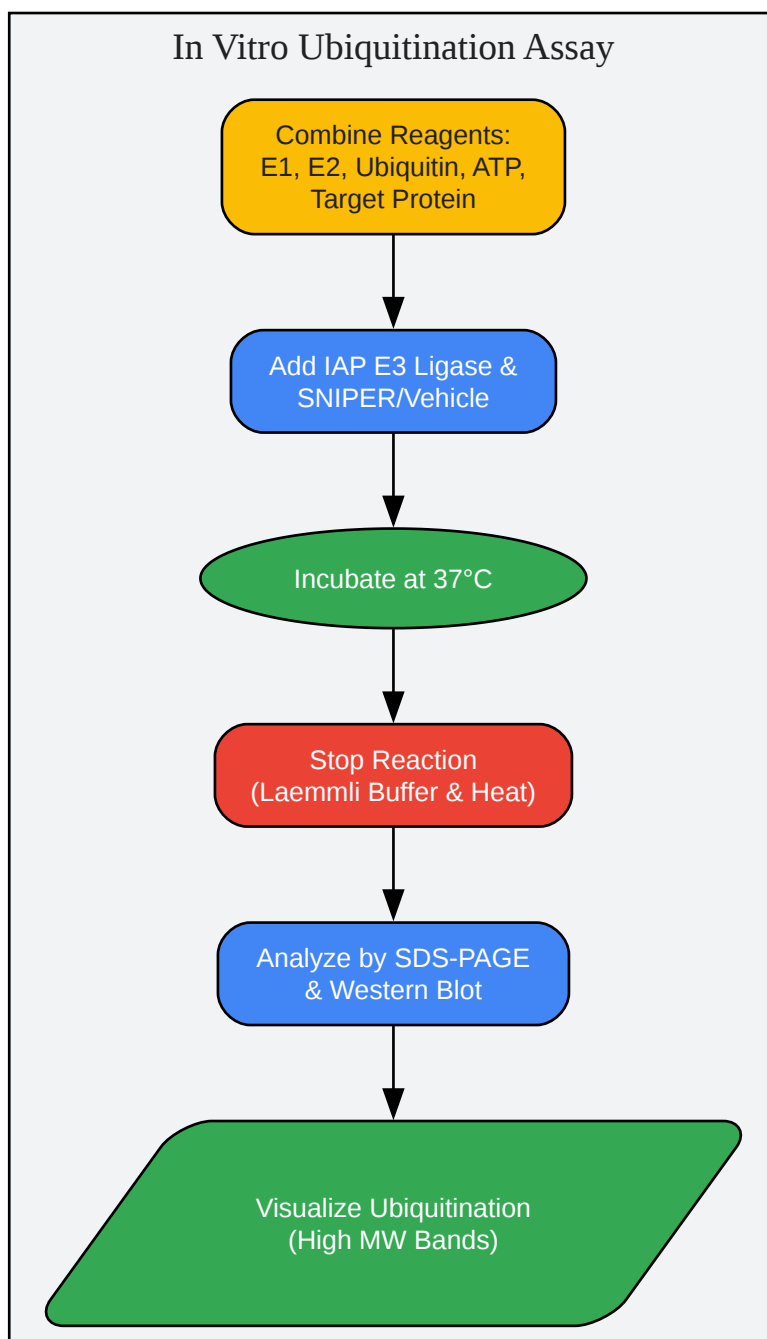 In Vitro Ubiquitination Assay
Combine Reagents:
E1, E2, Ubiquitin, ATP,
Target Protein
Add IAP E3 Ligase &
SNIPER/Vehicle
Incubate at 37°C
Stop Reaction
(Laemmli Buffer & Heat)
Analyze by SDS-PAGE
& Western Blot
Visualize Ubiquitination
(High MW Bands)